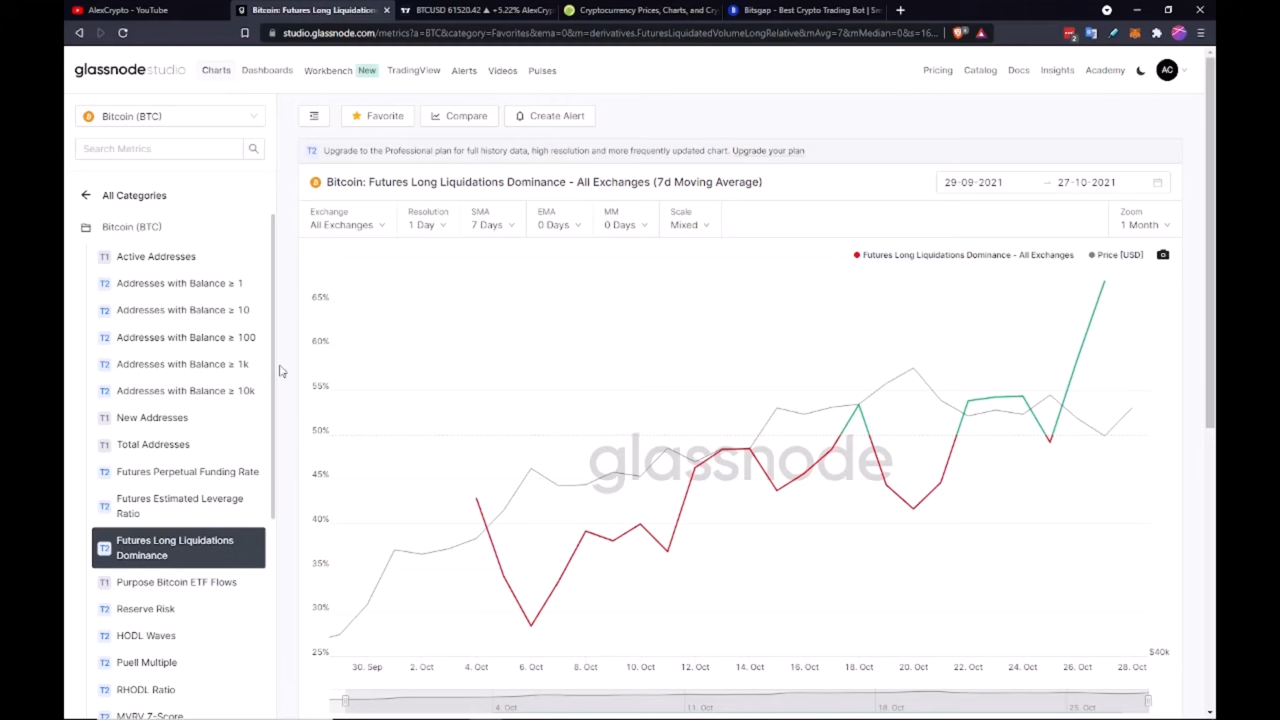 AlexCrypto - YouTube
Bitcoin: Futures Long Liquidation
BTCUSD 61520.42 ▲ +5.22% AlexCryp
Cryptocurrency Prices, Charts, and Cry
Bitsgap - Best Crypto Trading Bot | Sm
studio.glassnode.com/metrics?a=BTC&category=Favorites&ema=0&m=derivatives.FuturesLiquidatedVolumeLongRelative&mAvg=7&mMedian=0&s=16...
glassnode studio
Charts
Dashboards
Workbench New
TradingView
Alerts
Videos
Pulses
Pricing
Catalog
Docs
Insights
Academy
AC
Bitcoin (BTC)
Search Metrics
All Categories
Bitcoin (BTC)
T1 Active Addresses
T2 Addresses with Balance ≥ 1
T2 Addresses with Balance ≥ 10
T2 Addresses with Balance ≥ 100
T2 Addresses with Balance ≥ 1k
T2 Addresses with Balance ≥ 10k
T1 New Addresses
T1 Total Addresses
T2 Futures Perpetual Funding Rate
T2 Futures Estimated Leverage
Ratio
T2 Futures Long Liquidations
Dominance
T1 Purpose Bitcoin ETF Flows
T2 Reserve Risk
T2 HODL Waves
T2 Puell Multiple
T2 RHODL Ratio
T2 MVRV Z-Score
Favorite
Compare
Create Alert
T2 Upgrade to the Professional plan for full history data, high resolution and more frequently updated chart. Upgrade your plan
Bitcoin: Futures Long Liquidations Dominance - All Exchanges (7d Moving Average)
29-09-2021 → 27-10-2021
Exchange
All Exchanges
Resolution
1 Day
SMA
7 Days
EMA
0 Days
MM
0 Days
Scale
Mixed
Zoom
1 Month
Futures Long Liquidations Dominance - All Exchanges
Price [USD]
65%
60%
55%
50%
45%
40%
35%
30%
25%
glassnode
$40k
30. Sep
2. Oct
4. Oct
6. Oct
8. Oct
10. Oct
12. Oct
14. Oct
16. Oct
18. Oct
20. Oct
22. Oct
24. Oct
26. Oct
28. Oct
4. Oct
11. Oct
18. Oct
25. Oct